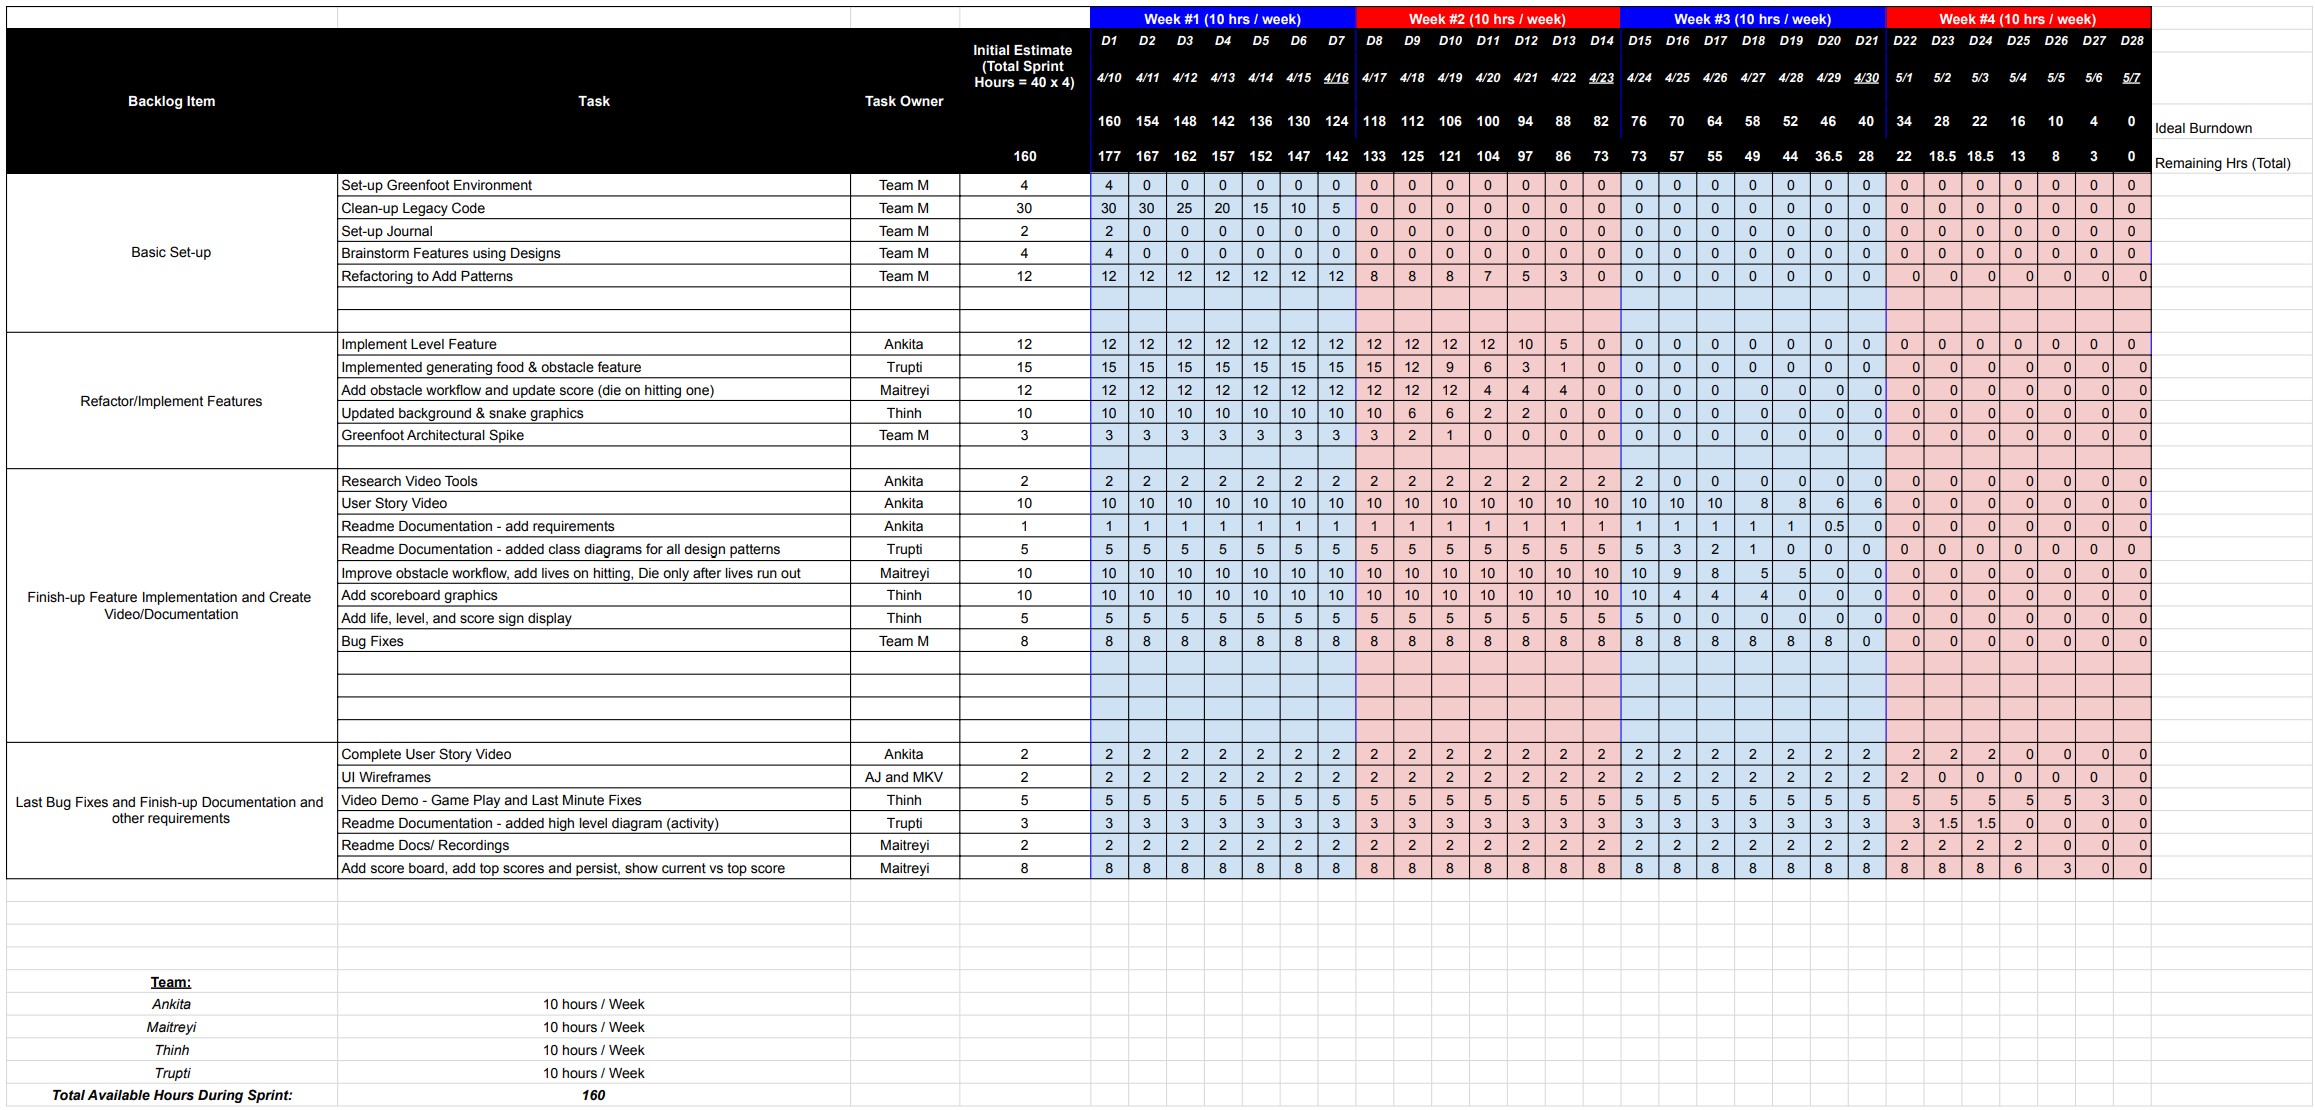 Week #1 (10 hrs / week) Week #2 (10 hrs / week) Week #3 (10 hrs / week) Week #4 (10 hrs / week)
Backlog Item Task Task Owner Initial Estimate (Total Sprint Hours = 40 x 4) D1 D2 D3 D4 D5 D6 D7 D8 D9 D10 D11 D12 D13 D14 D15 D16 D17 D18 D19 D20 D21 D22 D23 D24 D25 D26 D27 D28
4/10 4/11 4/12 4/13 4/14 4/15 4/16 4/17 4/18 4/19 4/20 4/21 4/22 4/23 4/24 4/25 4/26 4/27 4/28 4/29 4/30 5/1 5/2 5/3 5/4 5/5 5/6 5/7
160 154 148 142 136 130 124 118 112 106 100 94 88 82 76 70 64 58 52 46 40 34 28 22 16 10 4 0 Ideal Burndown
160 177 167 162 157 152 147 142 133 125 121 104 97 86 73 73 57 55 49 44 36.5 28 22 18.5 18.5 13 8 3 0 Remaining Hrs (Total)
Basic Set-up
Set-up Greenfoot Environment Team M 4 4 0 0 0 0 0 0 0 0 0 0 0 0 0 0 0 0 0 0 0 0 0 0 0 0 0 0 0
Clean-up Legacy Code Team M 30 30 30 25 20 15 10 5 0 0 0 0 0 0 0 0 0 0 0 0 0 0 0 0 0 0 0 0 0
Set-up Journal Team M 2 2 0 0 0 0 0 0 0 0 0 0 0 0 0 0 0 0 0 0 0 0 0 0 0 0 0 0 0
Brainstorm Features using Designs Team M 4 4 0 0 0 0 0 0 0 0 0 0 0 0 0 0 0 0 0 0 0 0 0 0 0 0 0 0 0
Refactoring to Add Patterns Team M 12 12 12 12 12 12 12 12 8 8 8 7 5 3 0 0 0 0 0 0 0 0 0 0 0 0 0 0 0
Refactor/Implement Features
Implement Level Feature Ankita 12 12 12 12 12 12 12 12 12 12 12 12 10 5 0 0 0 0 0 0 0 0 0 0 0 0 0 0 0
Implemented generating food & obstacle feature Trupti 15 15 15 15 15 15 15 15 15 12 9 6 3 1 0 0 0 0 0 0 0 0 0 0 0 0 0 0 0
Add obstacle workflow and update score (die on hitting one) Maitreyi 12 12 12 12 12 12 12 12 12 12 12 4 4 4 0 0 0 0 0 0 0 0 0 0 0 0 0 0 0
Updated background & snake graphics Thinh 10 10 10 10 10 10 10 10 10 6 6 2 2 0 0 0 0 0 0 0 0 0 0 0 0 0 0 0 0
Greenfoot Architectural Spike Team M 3 3 3 3 3 3 3 3 3 2 1 0 0 0 0 0 0 0 0 0 0 0 0 0 0 0 0 0 0
Finish-up Feature Implementation and Create Video/Documentation
Research Video Tools Ankita 2 2 2 2 2 2 2 2 2 2 2 2 2 2 2 2 0 0 0 0 0 0 0 0 0 0 0 0 0
User Story Video Ankita 10 10 10 10 10 10 10 10 10 10 10 10 10 10 10 10 10 10 8 8 6 6 0 0 0 0 0 0 0
Readme Documentation - add requirements Ankita 1 1 1 1 1 1 1 1 1 1 1 1 1 1 1 1 1 1 1 1 0.5 0 0 0 0 0 0 0 0
Readme Documentation - added class diagrams for all design patterns Trupti 5 5 5 5 5 5 5 5 5 5 5 5 5 5 5 5 3 2 1 0 0 0 0 0 0 0 0 0 0
Improve obstacle workflow, add lives on hitting, Die only after lives run out Maitreyi 10 10 10 10 10 10 10 10 10 10 10 10 10 10 10 10 9 8 5 5 0 0 0 0 0 0 0 0 0
Add scoreboard graphics Thinh 10 10 10 10 10 10 10 10 10 10 10 10 10 10 10 10 4 4 4 0 0 0 0 0 0 0 0 0 0
Add life, level, and score sign display Thinh 5 5 5 5 5 5 5 5 5 5 5 5 5 5 5 5 0 0 0 0 0 0 0 0 0 0 0 0 0
Bug Fixes Team M 8 8 8 8 8 8 8 8 8 8 8 8 8 8 8 8 8 8 8 8 8 0 0 0 0 0 0 0 0
Last Bug Fixes and Finish-up Documentation and other requirements
Complete User Story Video Ankita 2 2 2 2 2 2 2 2 2 2 2 2 2 2 2 2 2 2 2 2 2 2 2 2 2 0 0 0 0
UI Wireframes AJ and MKV 2 2 2 2 2 2 2 2 2 2 2 2 2 2 2 2 2 2 2 2 2 2 2 0 0 0 0 0 0
Video Demo - Game Play and Last Minute Fixes Thinh 5 5 5 5 5 5 5 5 5 5 5 5 5 5 5 5 5 5 5 5 5 5 5 5 5 5 5 3 0
Readme Documentation - added high level diagram (activity) Trupti 3 3 3 3 3 3 3 3 3 3 3 3 3 3 3 3 3 3 3 3 3 3 3 1.5 1.5 0 0 0 0
Readme Docs/ Recordings Maitreyi 2 2 2 2 2 2 2 2 2 2 2 2 2 2 2 2 2 2 2 2 2 2 2 2 2 2 0 0 0
Add score board, add top scores and persist, show current vs top score Maitreyi 8 8 8 8 8 8 8 8 8 8 8 8 8 8 8 8 8 8 8 8 8 8 8 8 8 6 3 0 0
Team:
Ankita 10 hours / Week
Maitreyi 10 hours / Week
Thinh 10 hours / Week
Trupti 10 hours / Week
Total Available Hours During Sprint: 160